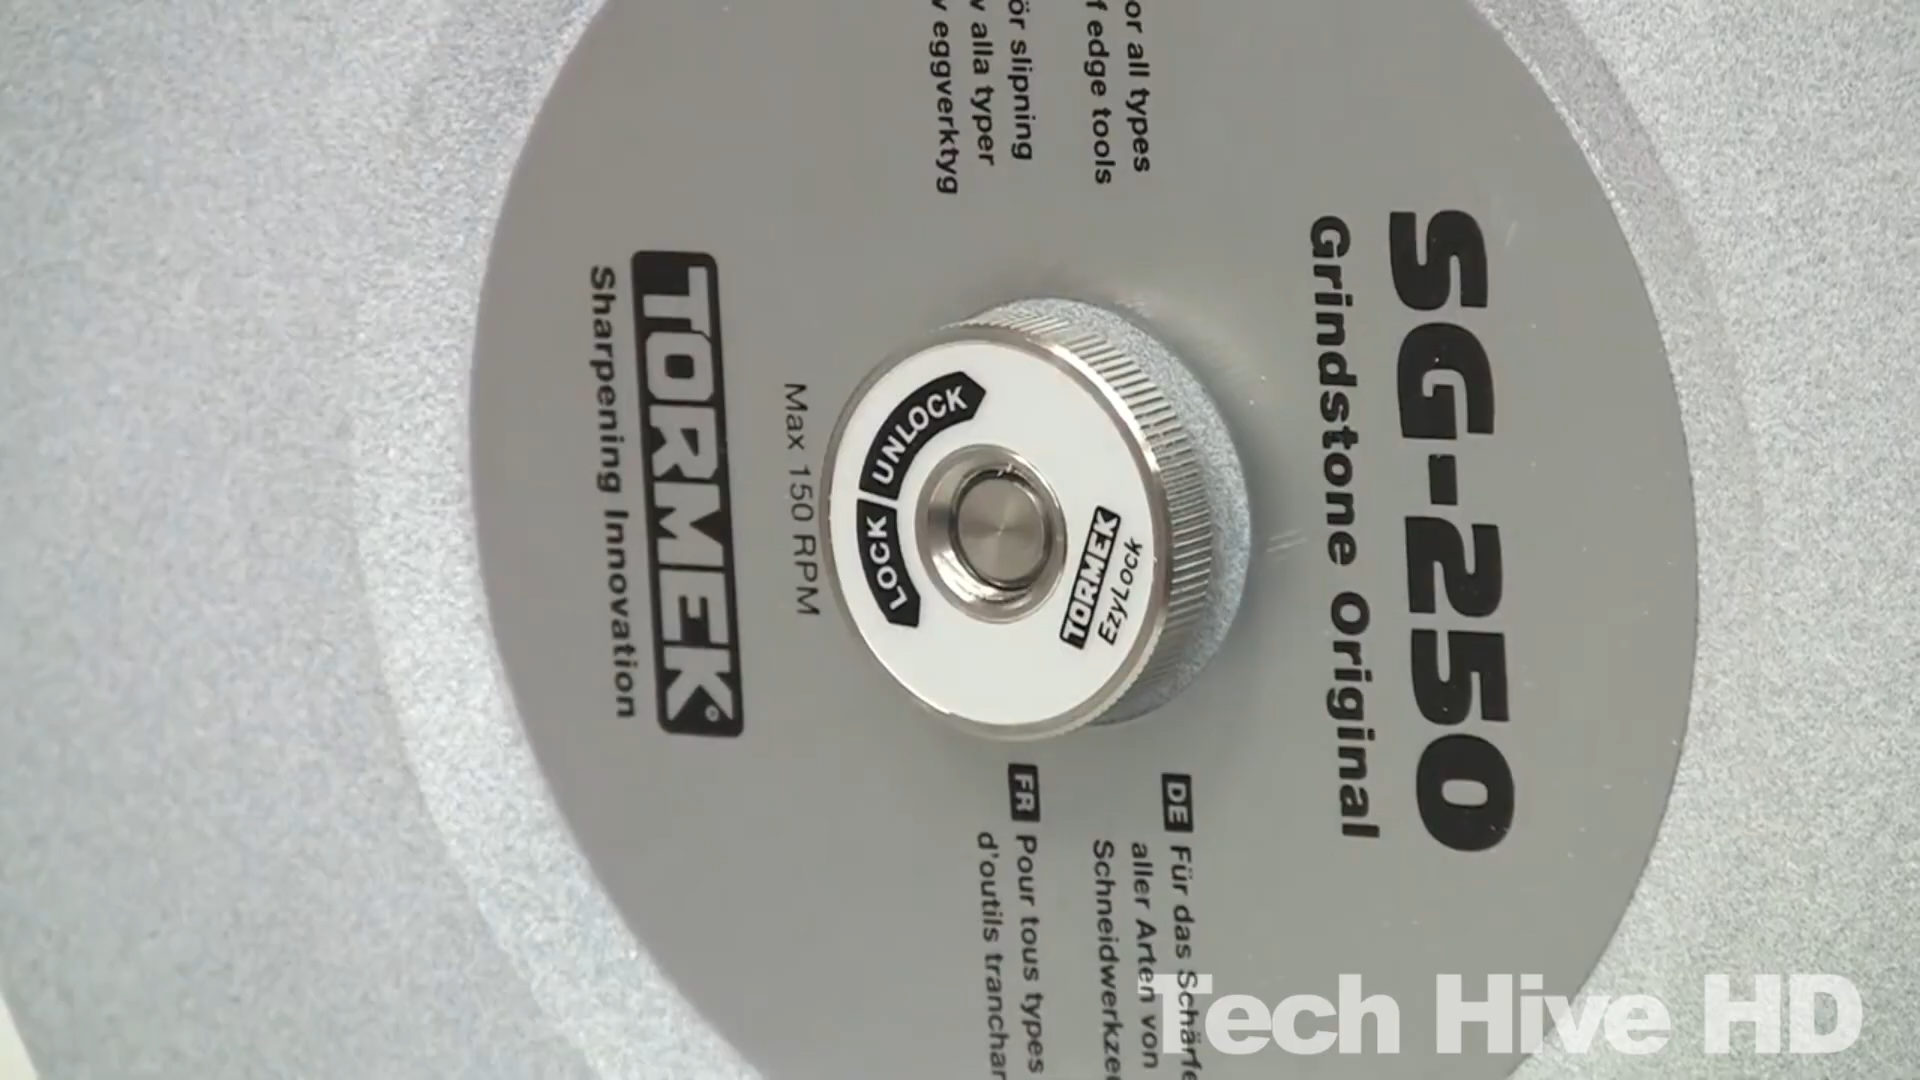 SG-250
Grindstone Original
or all types
f edge tools
ör slipning
alla typer
eggverktyg
DE Für das Schärfe
aller Arten von
Schneidwerkze
FR Pour tous types
d'outils tranchan
UNLOCK
LOCK
TORMEK
EzyLock
Max 150 RPM
TORMEK®
Sharpening Innovation
Tech Hive HD